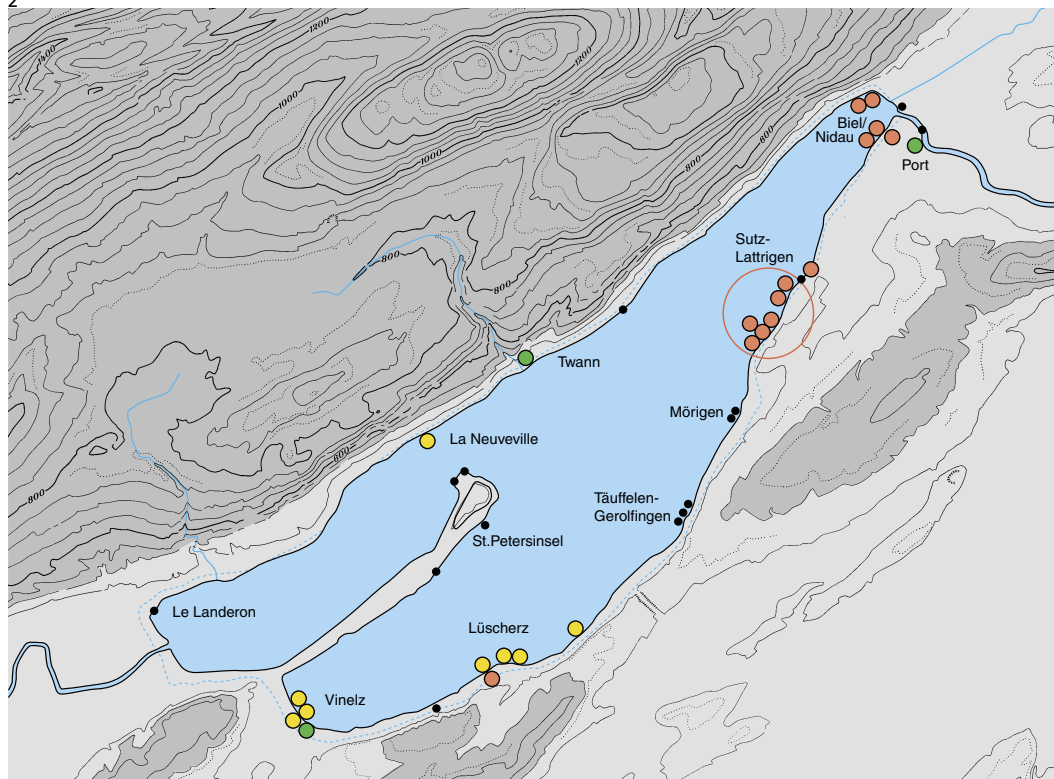 2
1200
1400
1200
1000
1000
800
Biel/
Nidau
Port
Sutz-
Lattrigen
800
800
Twann
Mörigen
La Neuveville
600
800
Täuffelen-
Gerolfingen
St.Petersinsel
Le Landeron
Lüscherz
Vinelz